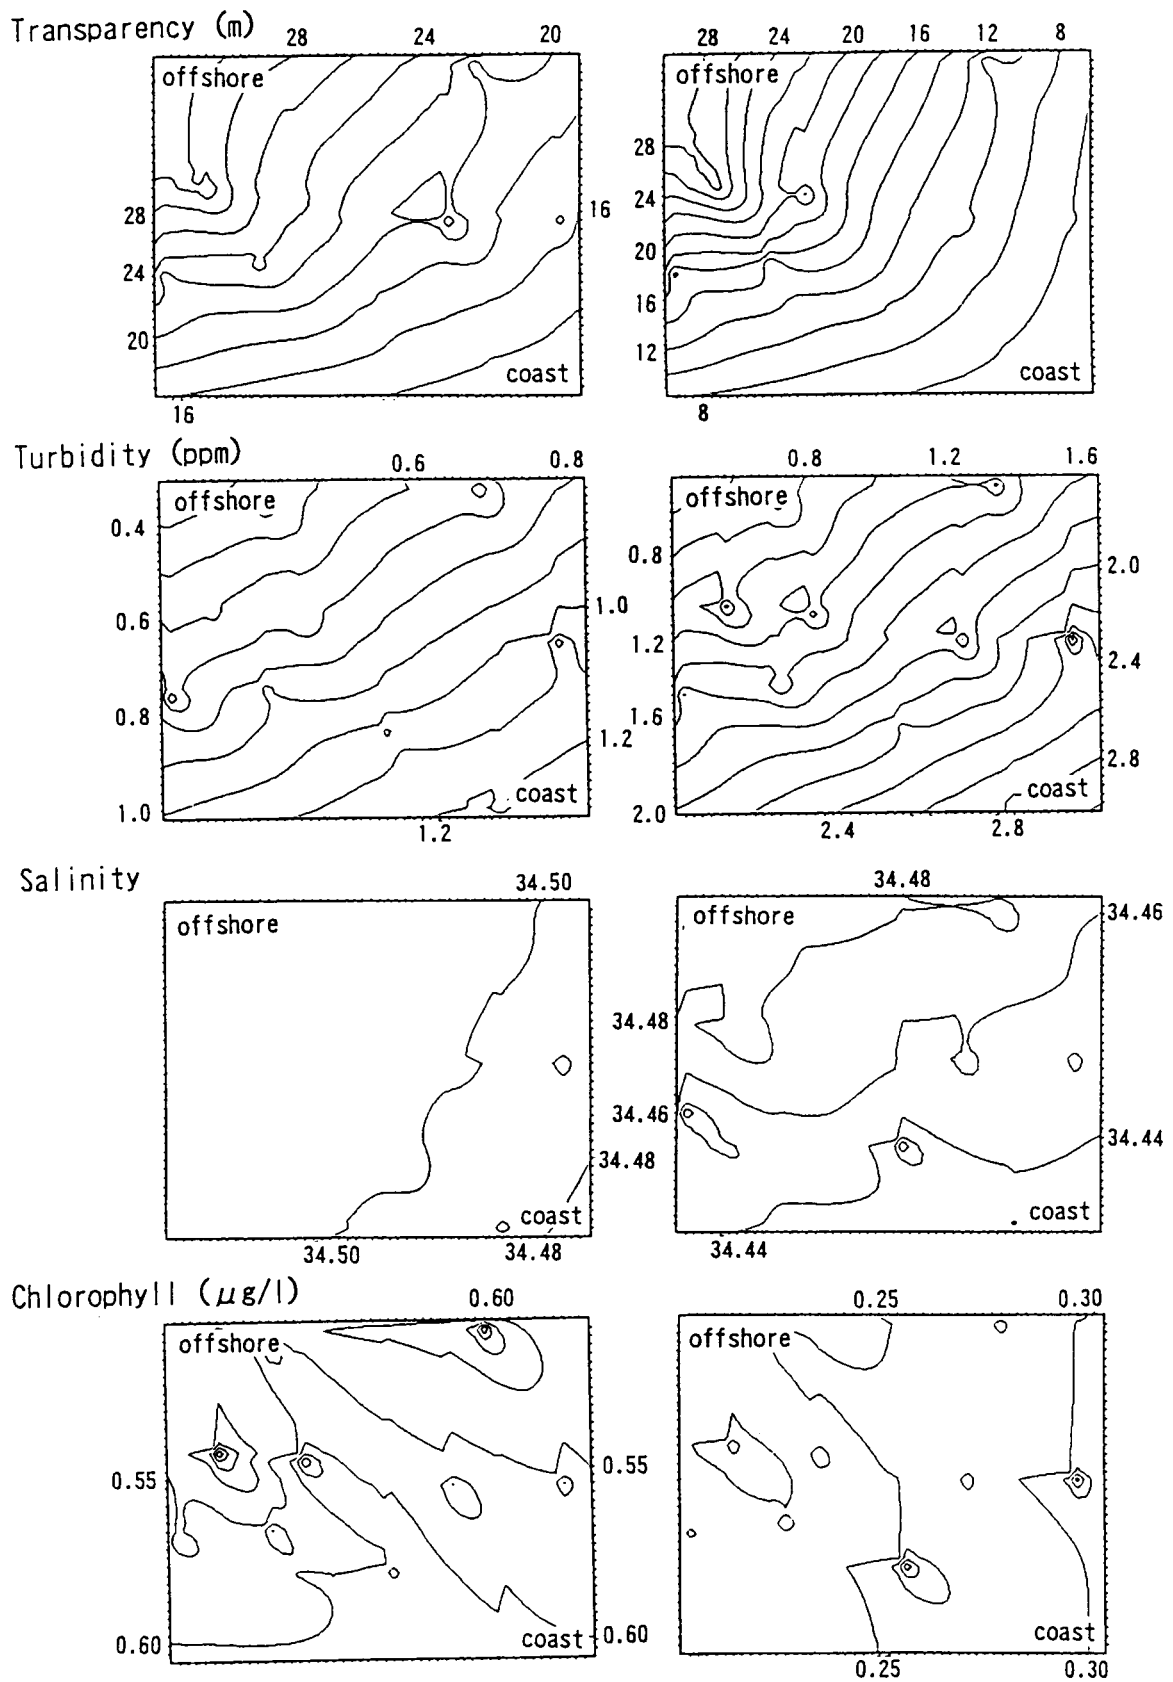 Transparency (m)
28 24 20
28 24 20 16 12 8
offshore
offshore
28
28
24
16
24
20
24
20
16
20
12
coast
coast
16
8
Turbidity (ppm)
0.6 0.8
0.8 1.2 1.6
offshore
offshore
0.4
0.8
2.0
1.0
0.6
1.2
2.4
0.8
1.6
1.2
2.8
coast
coast
1.0
2.0
1.2
2.4 2.8
Salinity
34.50
34.48
offshore
offshore
34.46
34.48
34.46
34.44
34.48
coast
coast
34.50 34.48
34.44
Chlorophyll (μg/l)
0.60
0.25 0.30
offshore
offshore
0.55
0.55
coast
coast
0.60
0.60
0.25 0.30